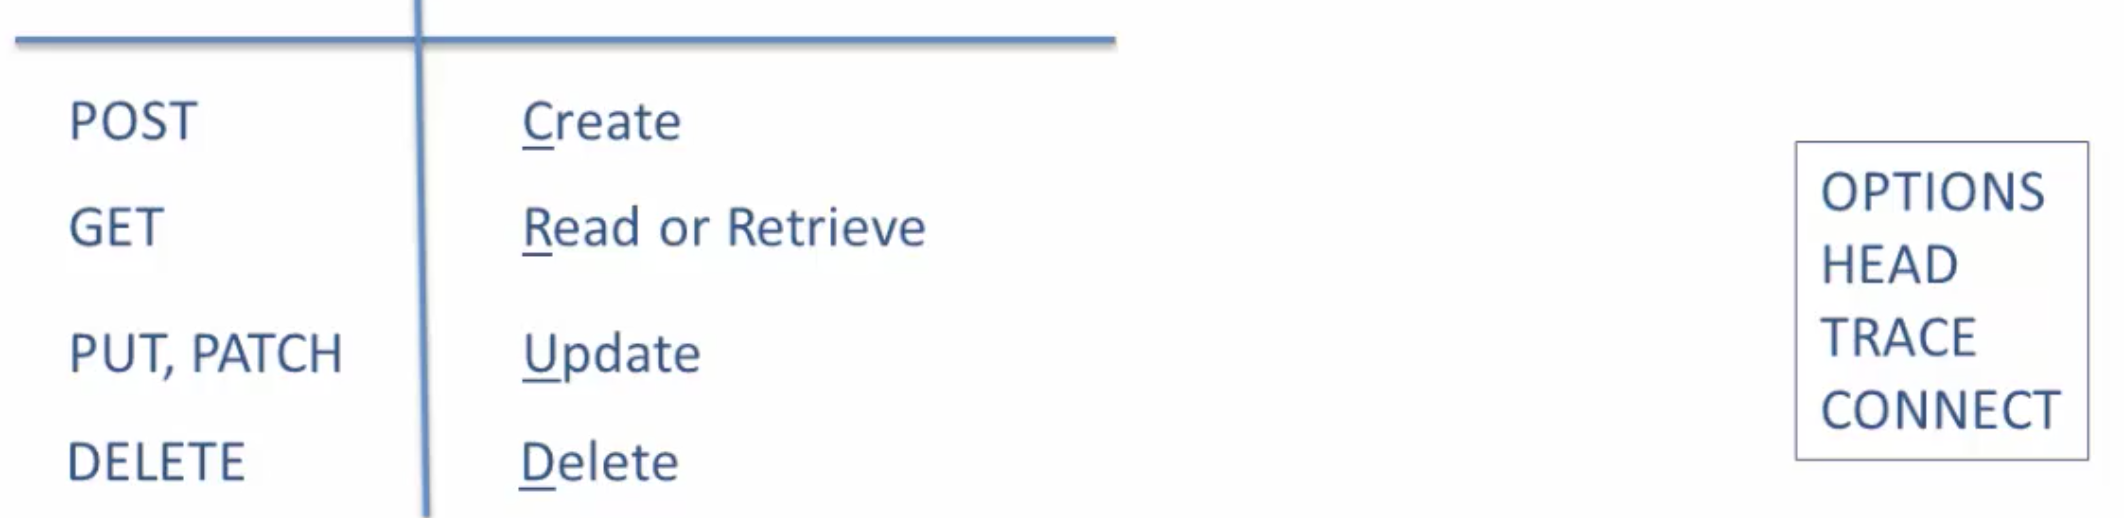 POST Create
GET Read or Retrieve
PUT, PATCH Update
DELETE Delete
OPTIONS
HEAD
TRACE
CONNECT